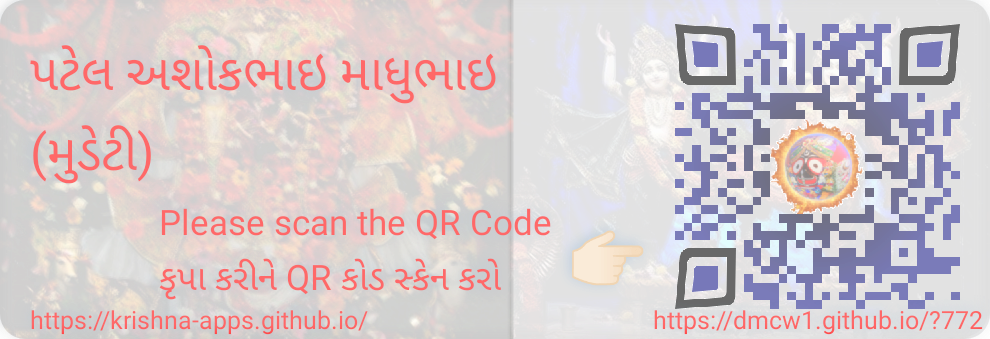 પટેલ અશોકભાઇ માધુભાઇ
(મુડેટી)
Please scan the QR Code
કૃપા કરીને QR કોડ સ્કેન કરો
https://krishna-apps.github.io/
https://dmcw1.github.io/?772